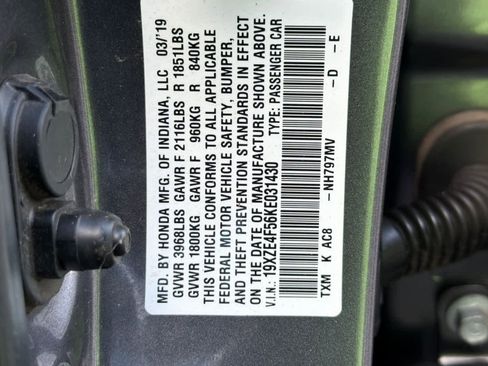 MFD. BY HONDA MFG. OF INDIANA, LLC 03/'19
GVWR 3968LBS GAWR F 2116LBS R 1851LBS
GVWR 1800KG GAWR F 960KG R 840KG
THIS VEHICLE CONFORMS TO ALL APPLICABLE
FEDERAL MOTOR VEHICLE SAFETY, BUMPER,
AND THEFT PREVENTION STANDARDS IN EFFECT
ON THE DATE OF MANUFACTURE SHOWN ABOVE.
V.I.N.: 19XZE4F56KE031430 TYPE: PASSENGER CAR
TXM K AC8 -NH797MV -D -E